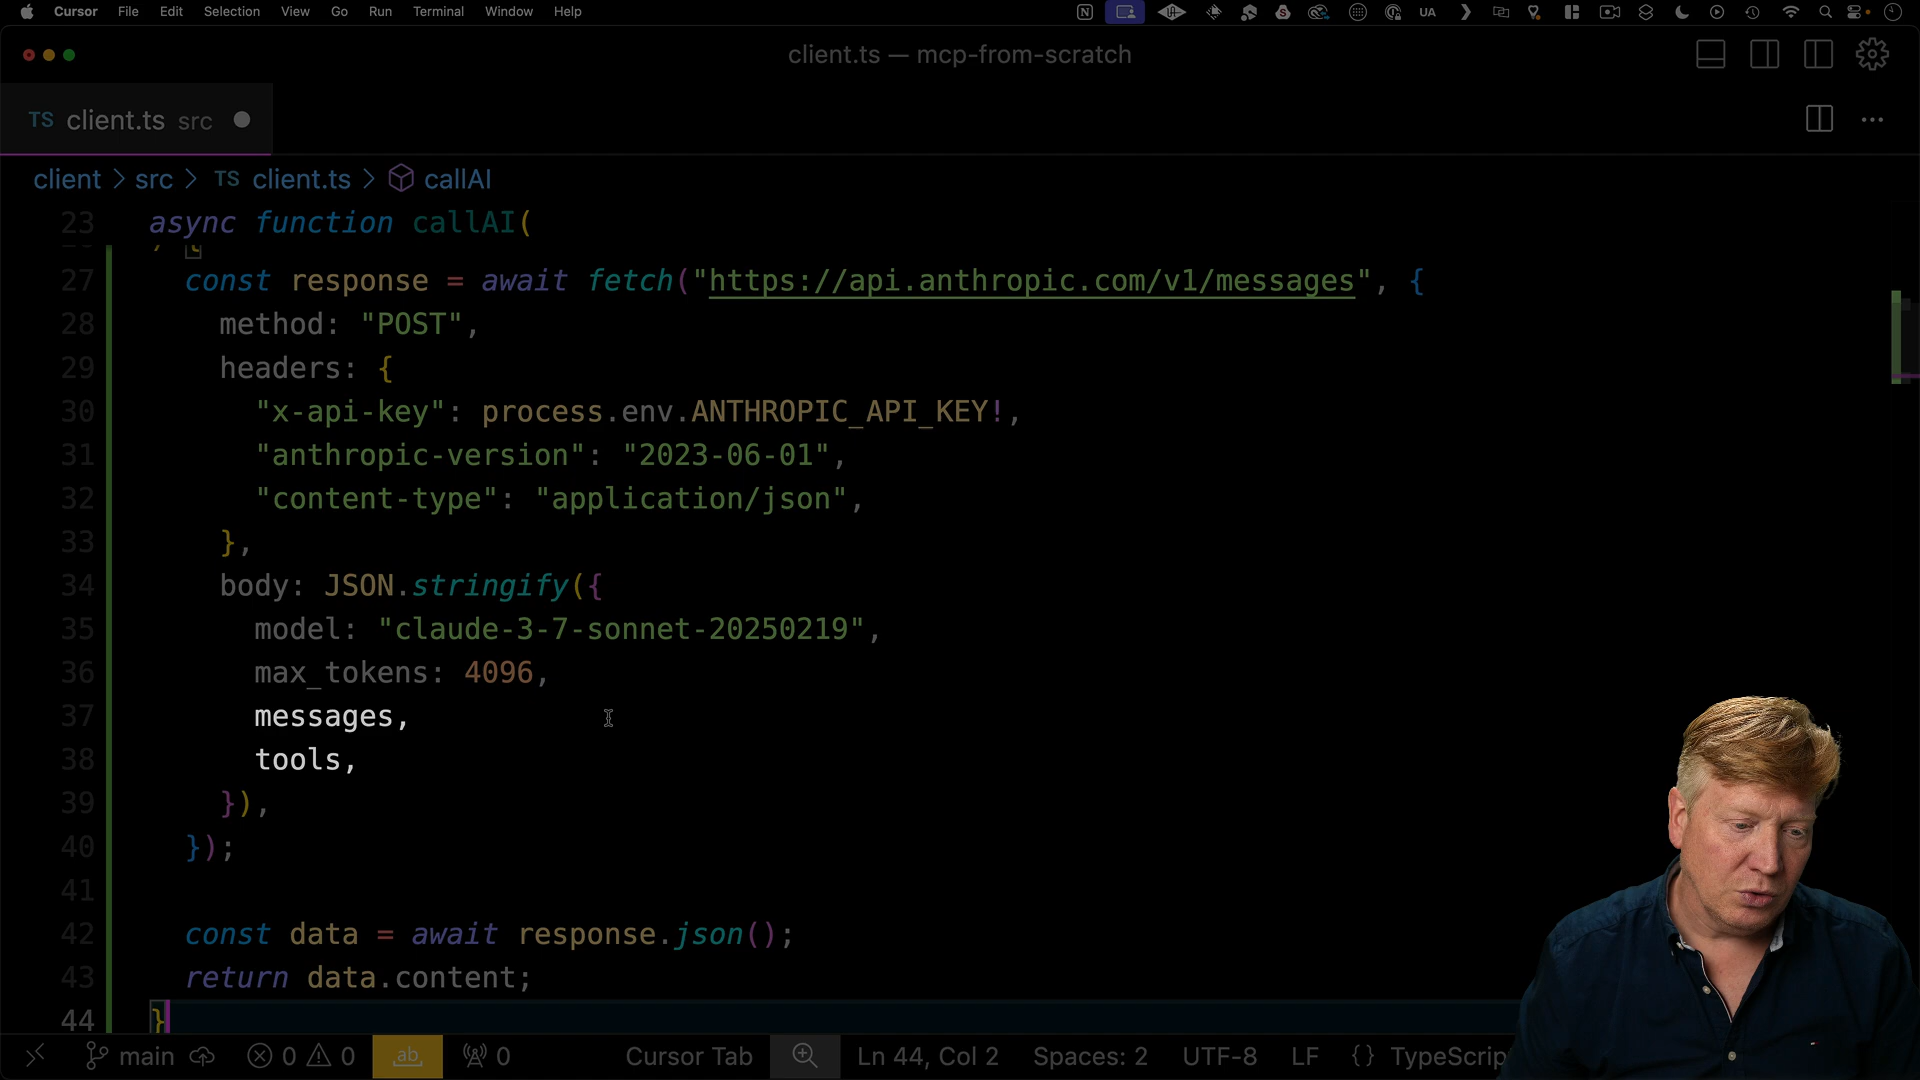 Cursor File Edit Selection View Go Run Terminal Window Help
UA
client.ts — mcp-from-scratch
TS client.ts src
client > src > TS client.ts > callAI
23 async function callAI(
27 const response = await fetch("https://api.anthropic.com/v1/messages", {
28 method: "POST",
29 headers: {
30 "x-api-key": process.env.ANTHROPIC_API_KEY!,
31 "anthropic-version": "2023-06-01",
32 "content-type": "application/json",
33 },
34 body: JSON.stringify({
35 model: "claude-3-7-sonnet-20250219",
36 max_tokens: 4096,
37 messages,
38 tools,
39 }),
40 });
41
42 const data = await response.json();
43 return data.content;
44 }
main 0 0 ab 0 Cursor Tab Ln 44, Col 2 Spaces: 2 UTF-8 LF {} TypeScrip